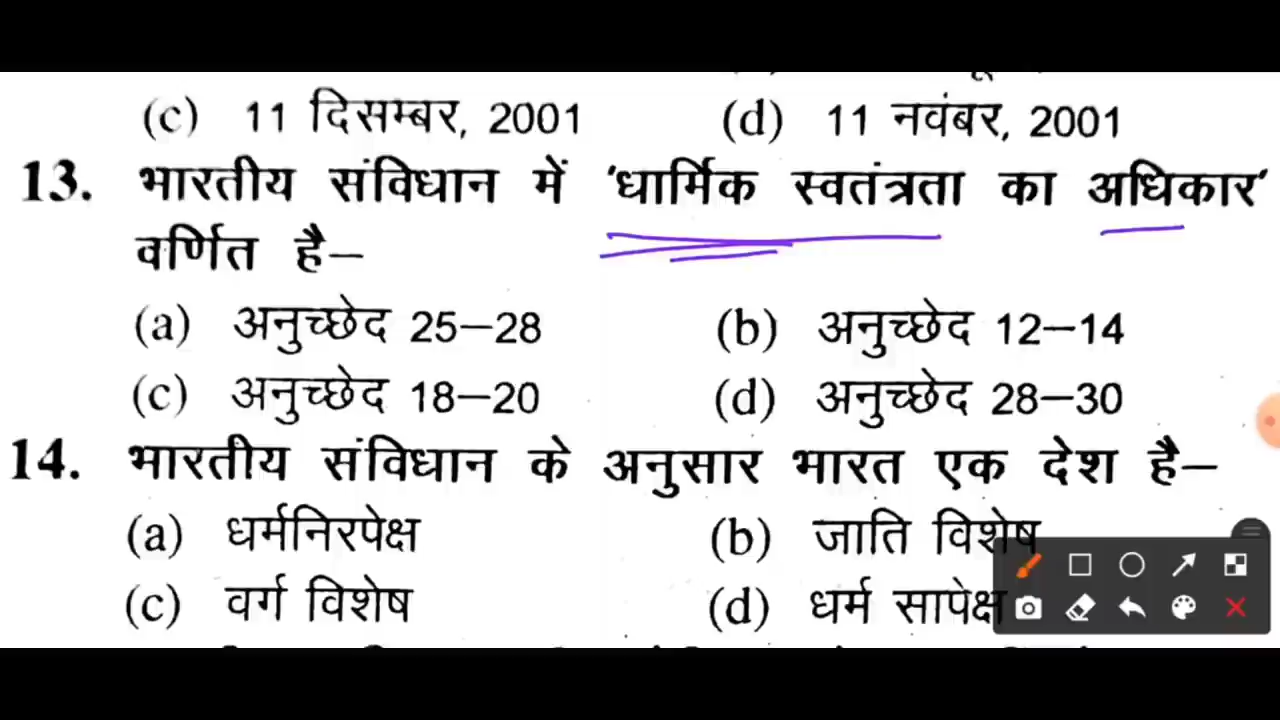 (c) 11 दिसम्बर, 2001 (d) 11 नवंबर, 2001
13. भारतीय संविधान में 'धार्मिक स्वतंत्रता का अधिकार'
वर्णित है–
(a) अनुच्छेद 25–28 (b) अनुच्छेद 12–14
(c) अनुच्छेद 18–20 (d) अनुच्छेद 28–30
14. भारतीय संविधान के अनुसार भारत एक देश है–
(a) धर्मनिरपेक्ष (b) जाति विशेष
(c) वर्ग विशेष (d) धर्म सापेक्ष